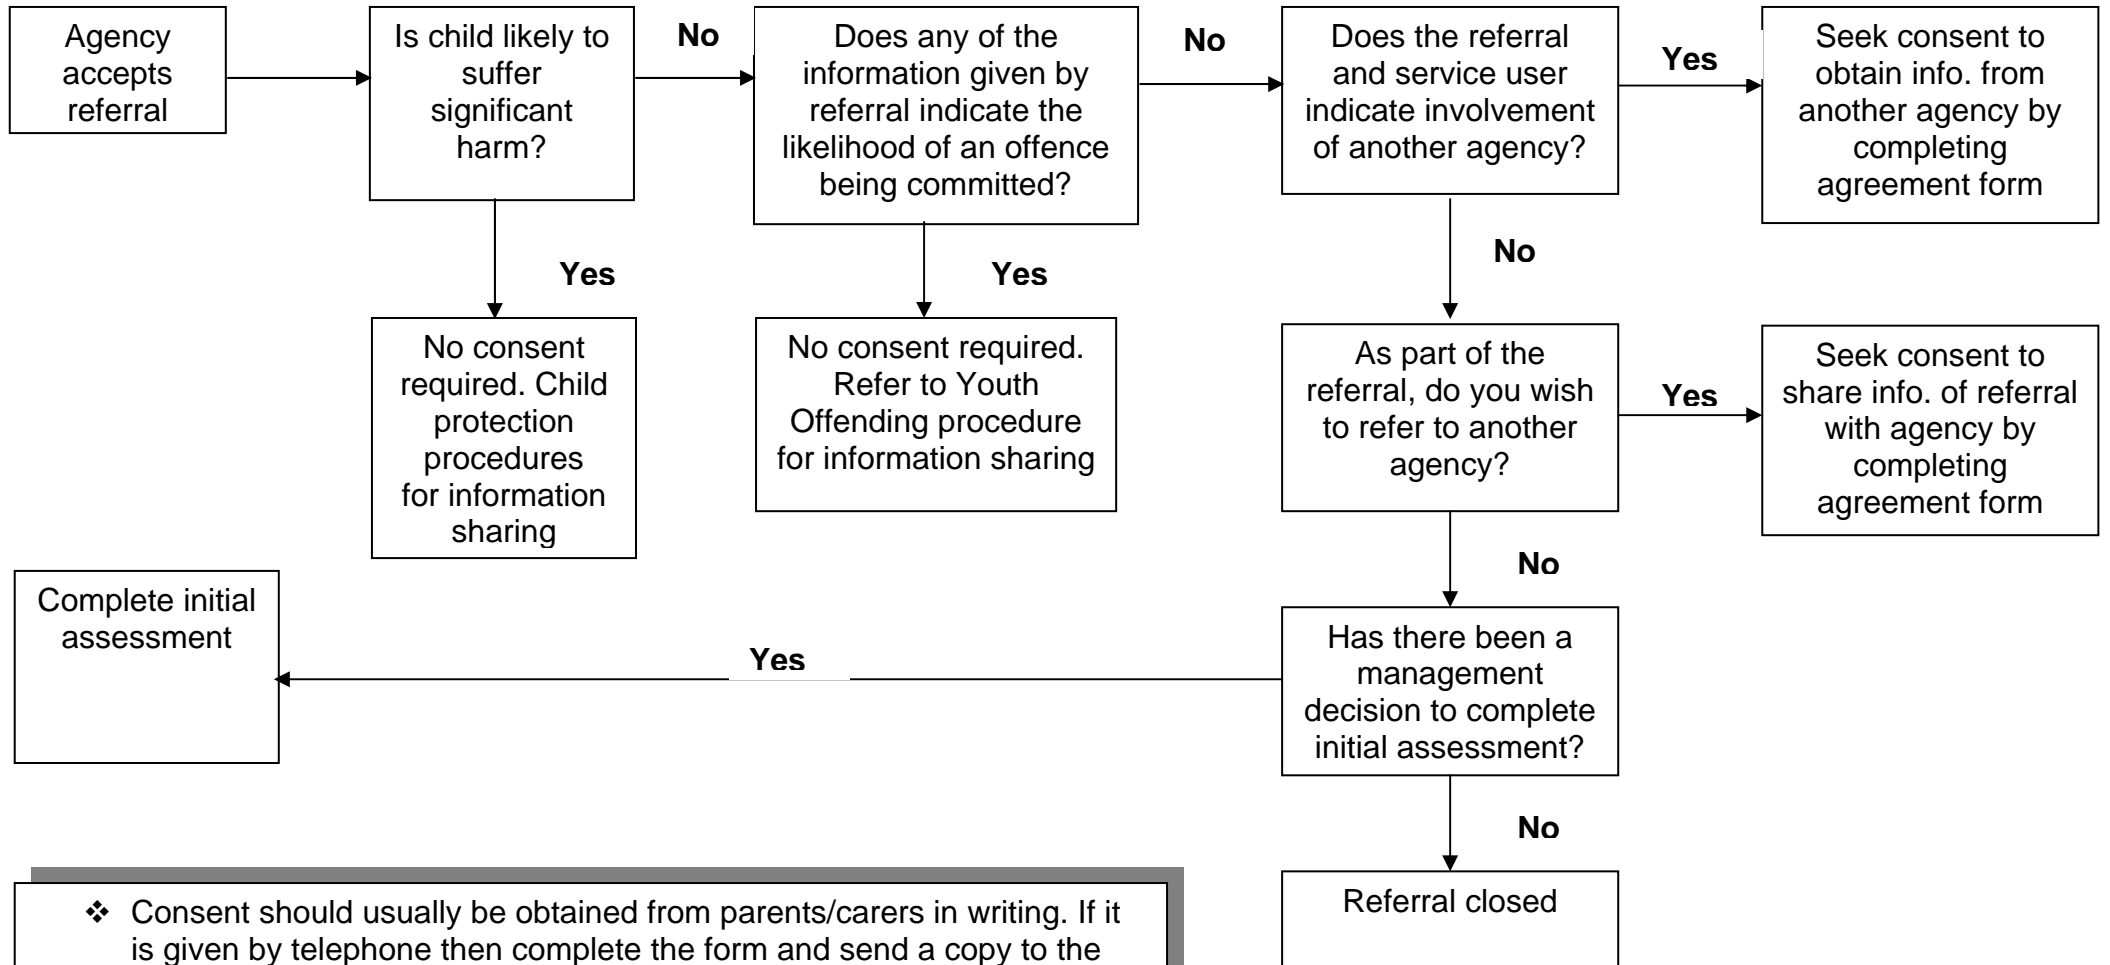 Agency
accepts
referral
Is child likely to
suffer
significant
harm?
No
Does any of the
information given by
referral indicate the
likelihood of an offence
being committed?
No
Does the referral
and service user
indicate involvement
of another agency?
Yes
Seek consent to
obtain info. from
another agency by
completing
agreement form
Yes
Yes
No
No consent
required. Child
protection
procedures
for information
sharing
No consent required.
Refer to Youth
Offending procedure
for information sharing
As part of the
referral, do you wish
to refer to another
agency?
Yes
Seek consent to
share info. of referral
with agency by
completing
agreement form
No
Complete initial
assessment
Yes
Has there been a
management
decision to complete
initial assessment?
No
Referral closed
❖ Consent should usually be obtained from parents/carers in writing. If it
is given by telephone then complete the form and send a copy to the